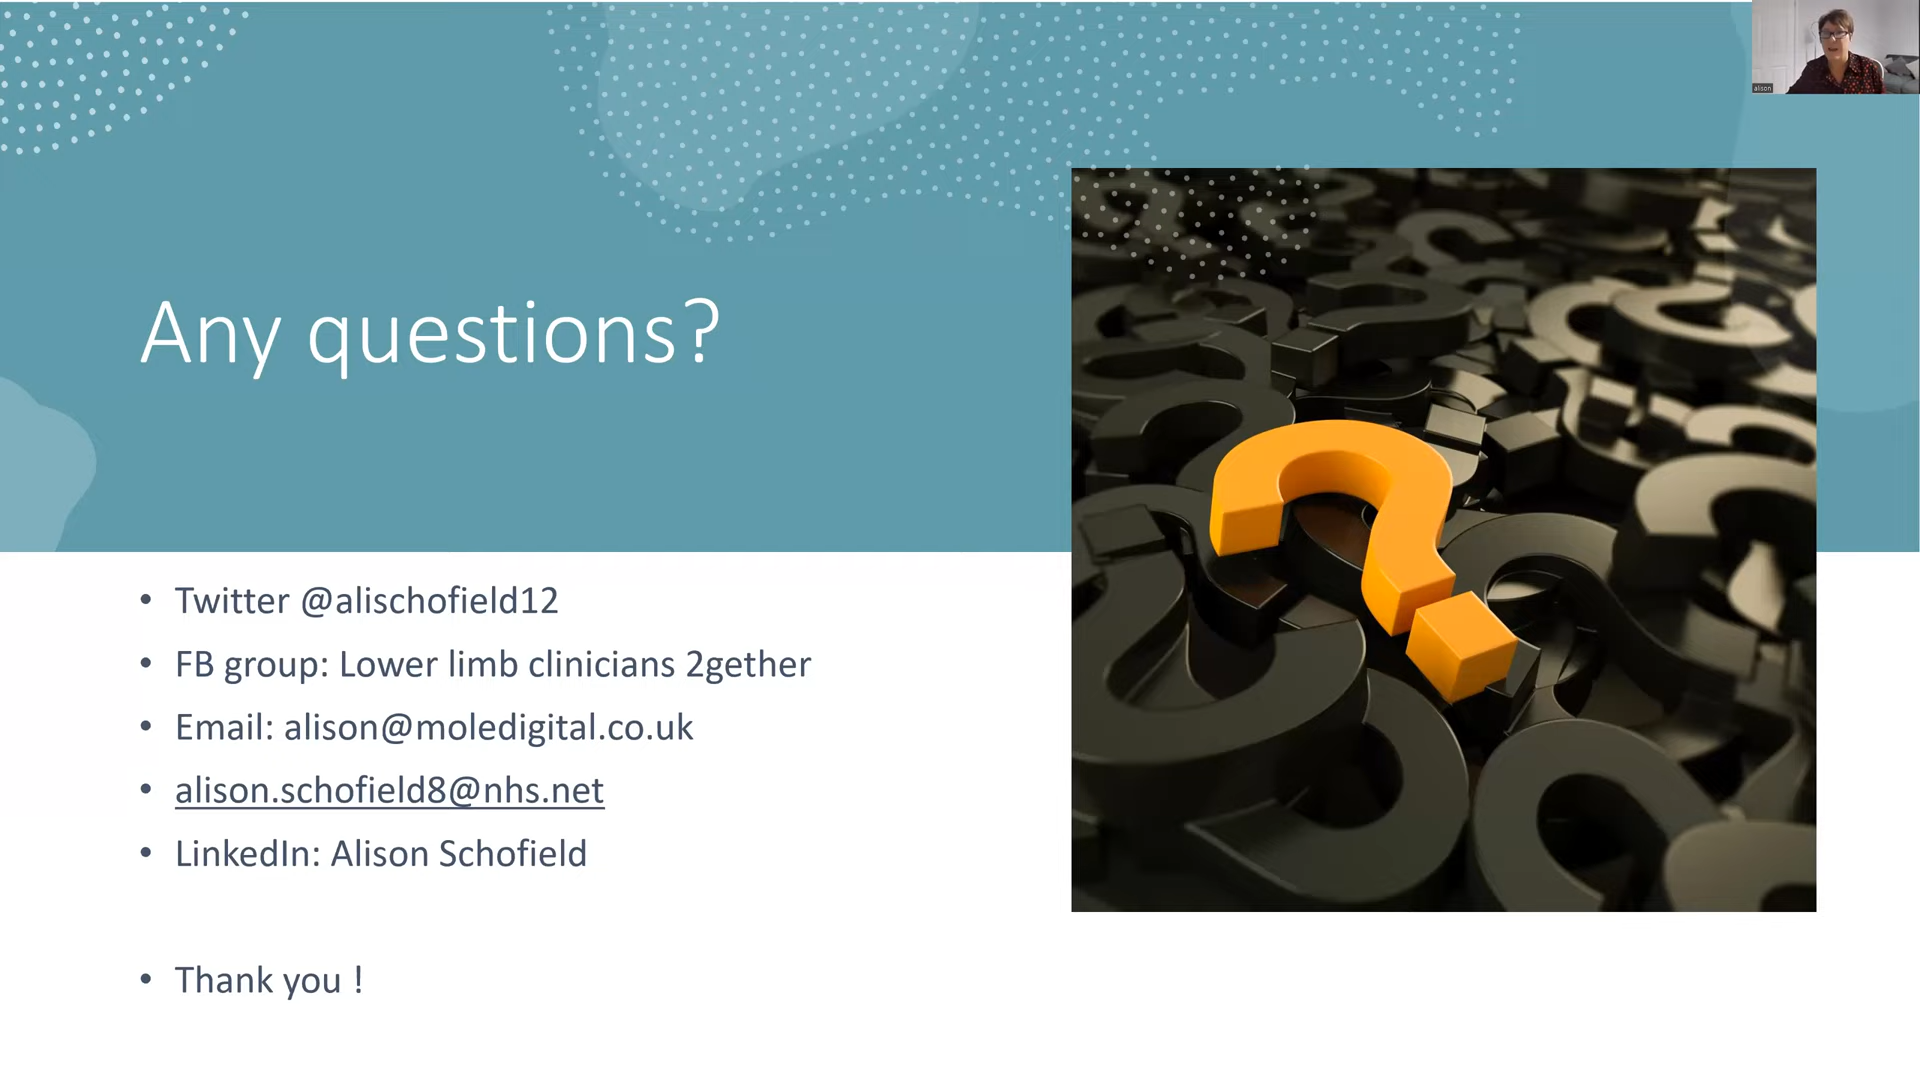 alison
Any questions?
• Twitter @alischofield12
• FB group: Lower limb clinicians 2gether
• Email: alison@moledigital.co.uk
• alison.schofield8@nhs.net
• LinkedIn: Alison Schofield
• Thank you !